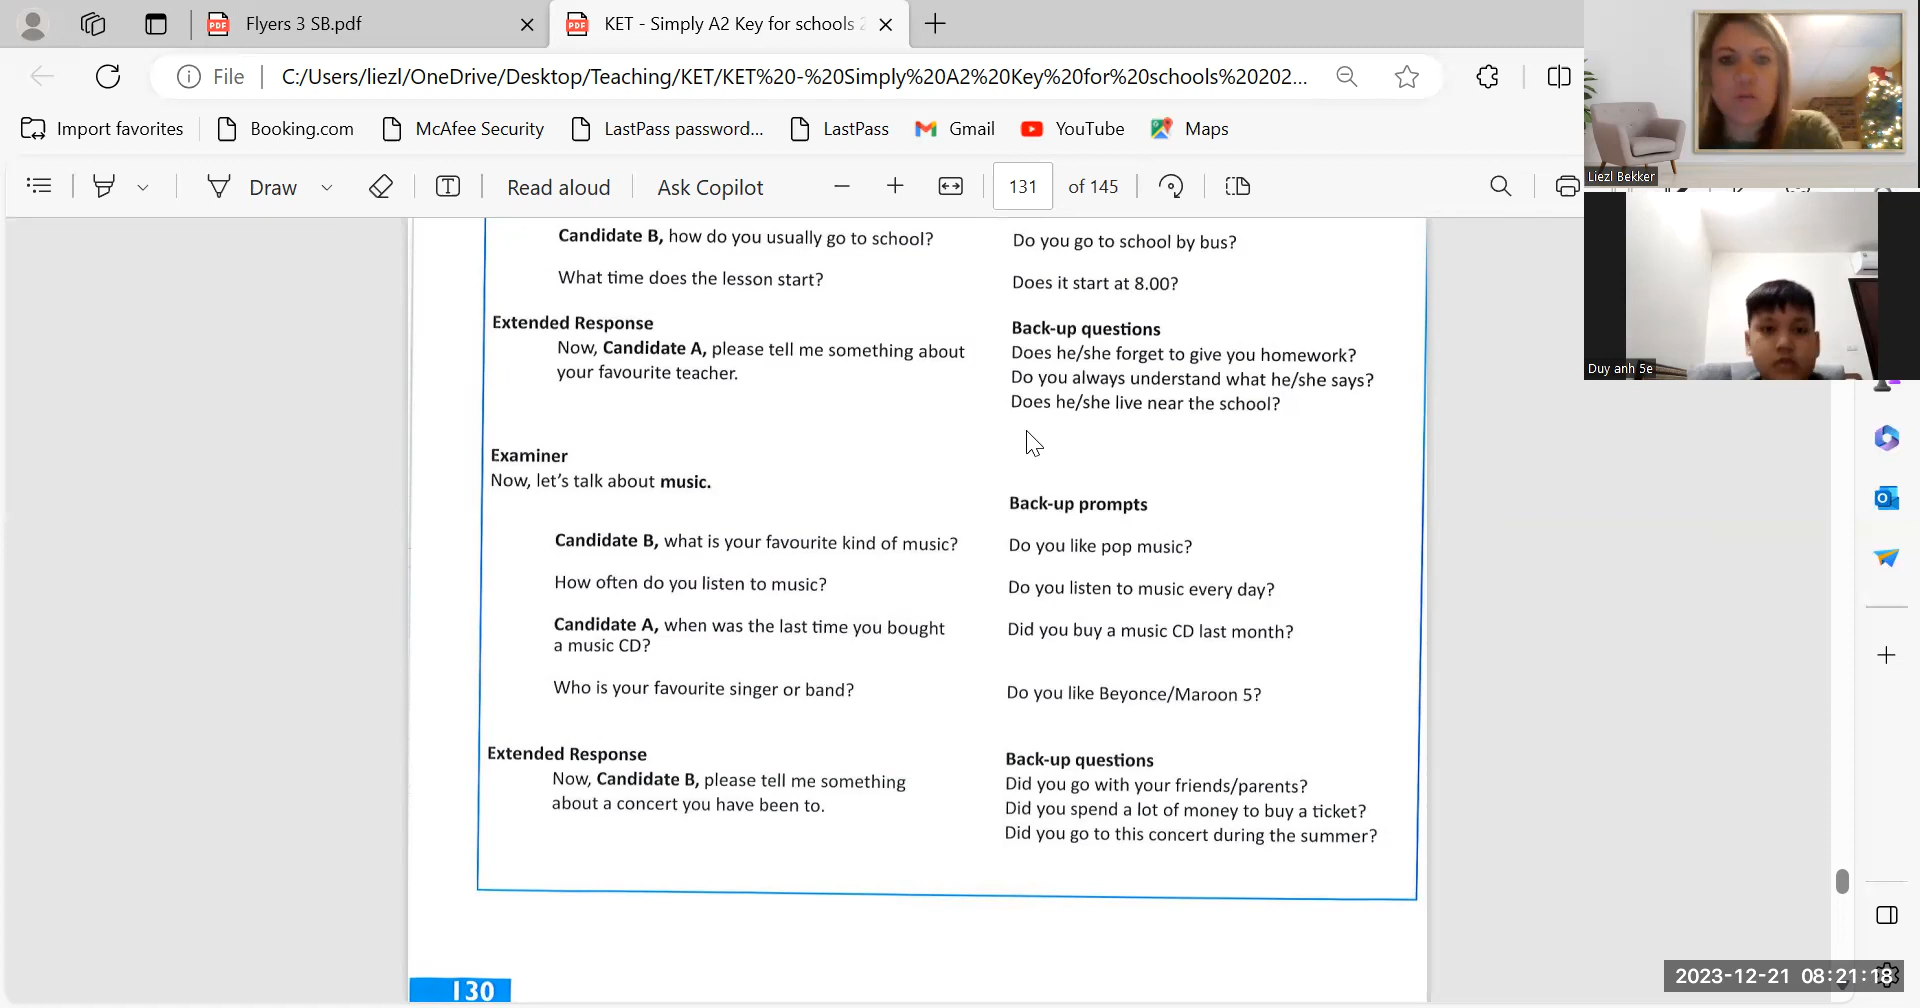 Flyers 3 SB.pdf
KET - Simply A2 Key for schools 2
File
C:/Users/liezl/OneDrive/Desktop/Teaching/KET/KET%20-%20Simply%20A2%20Key%20for%20schools%20202...
Import favorites
Booking.com
McAfee Security
LastPass password...
LastPass
Gmail
YouTube
Maps
Draw
Read aloud
Ask Copilot
131
of 145
Liezl Bekker
Duy anh 5e
Candidate B, how do you usually go to school?
Do you go to school by bus?
What time does the lesson start?
Does it start at 8.00?
Extended Response
Now, Candidate A, please tell me something about
your favourite teacher.
Back-up questions
Does he/she forget to give you homework?
Do you always understand what he/she says?
Does he/she live near the school?
Examiner
Now, let's talk about music.
Back-up prompts
Candidate B, what is your favourite kind of music?
Do you like pop music?
How often do you listen to music?
Do you listen to music every day?
Candidate A, when was the last time you bought
a music CD?
Did you buy a music CD last month?
Who is your favourite singer or band?
Do you like Beyonce/Maroon 5?
Extended Response
Now, Candidate B, please tell me something
about a concert you have been to.
Back-up questions
Did you go with your friends/parents?
Did you spend a lot of money to buy a ticket?
Did you go to this concert during the summer?
130
2023-12-21 08:21:18